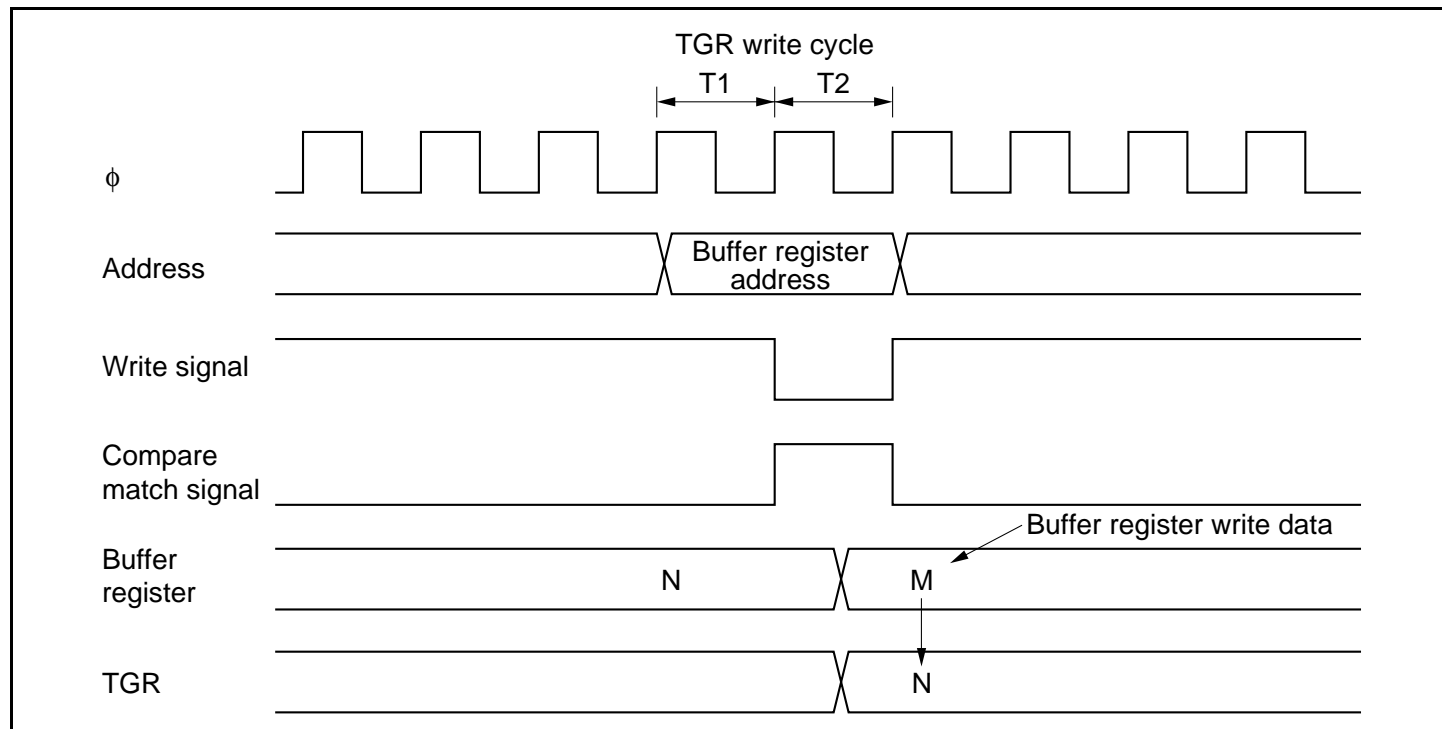 TGR write cycle
T1 T2
ϕ
Address
Buffer register
address
Write signal
Compare
match signal
Buffer register write data
Buffer
register
N M
TGR
N